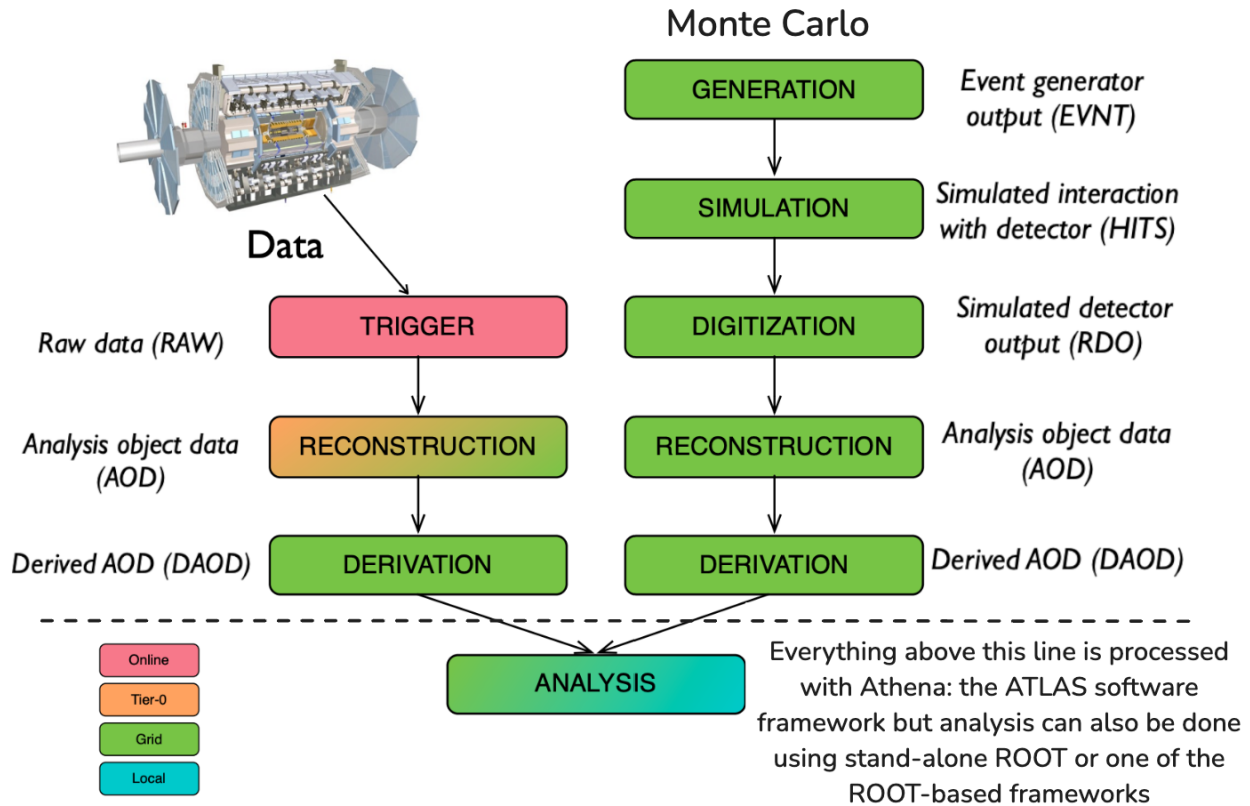 Monte Carlo
GENERATION
Event generator
output (EVNT)
SIMULATION
Simulated interaction
with detector (HITS)
Data
TRIGGER
Raw data (RAW)
DIGITIZATION
Simulated detector
output (RDO)
Analysis object data
(AOD)
RECONSTRUCTION
RECONSTRUCTION
Analysis object data
(AOD)
Derived AOD (DAOD)
DERIVATION
DERIVATION
Derived AOD (DAOD)
Online
Tier-0
Grid
Local
ANALYSIS
Everything above this line is processed
with Athena: the ATLAS software
framework but analysis can also be done
using stand-alone ROOT or one of the
ROOT-based frameworks